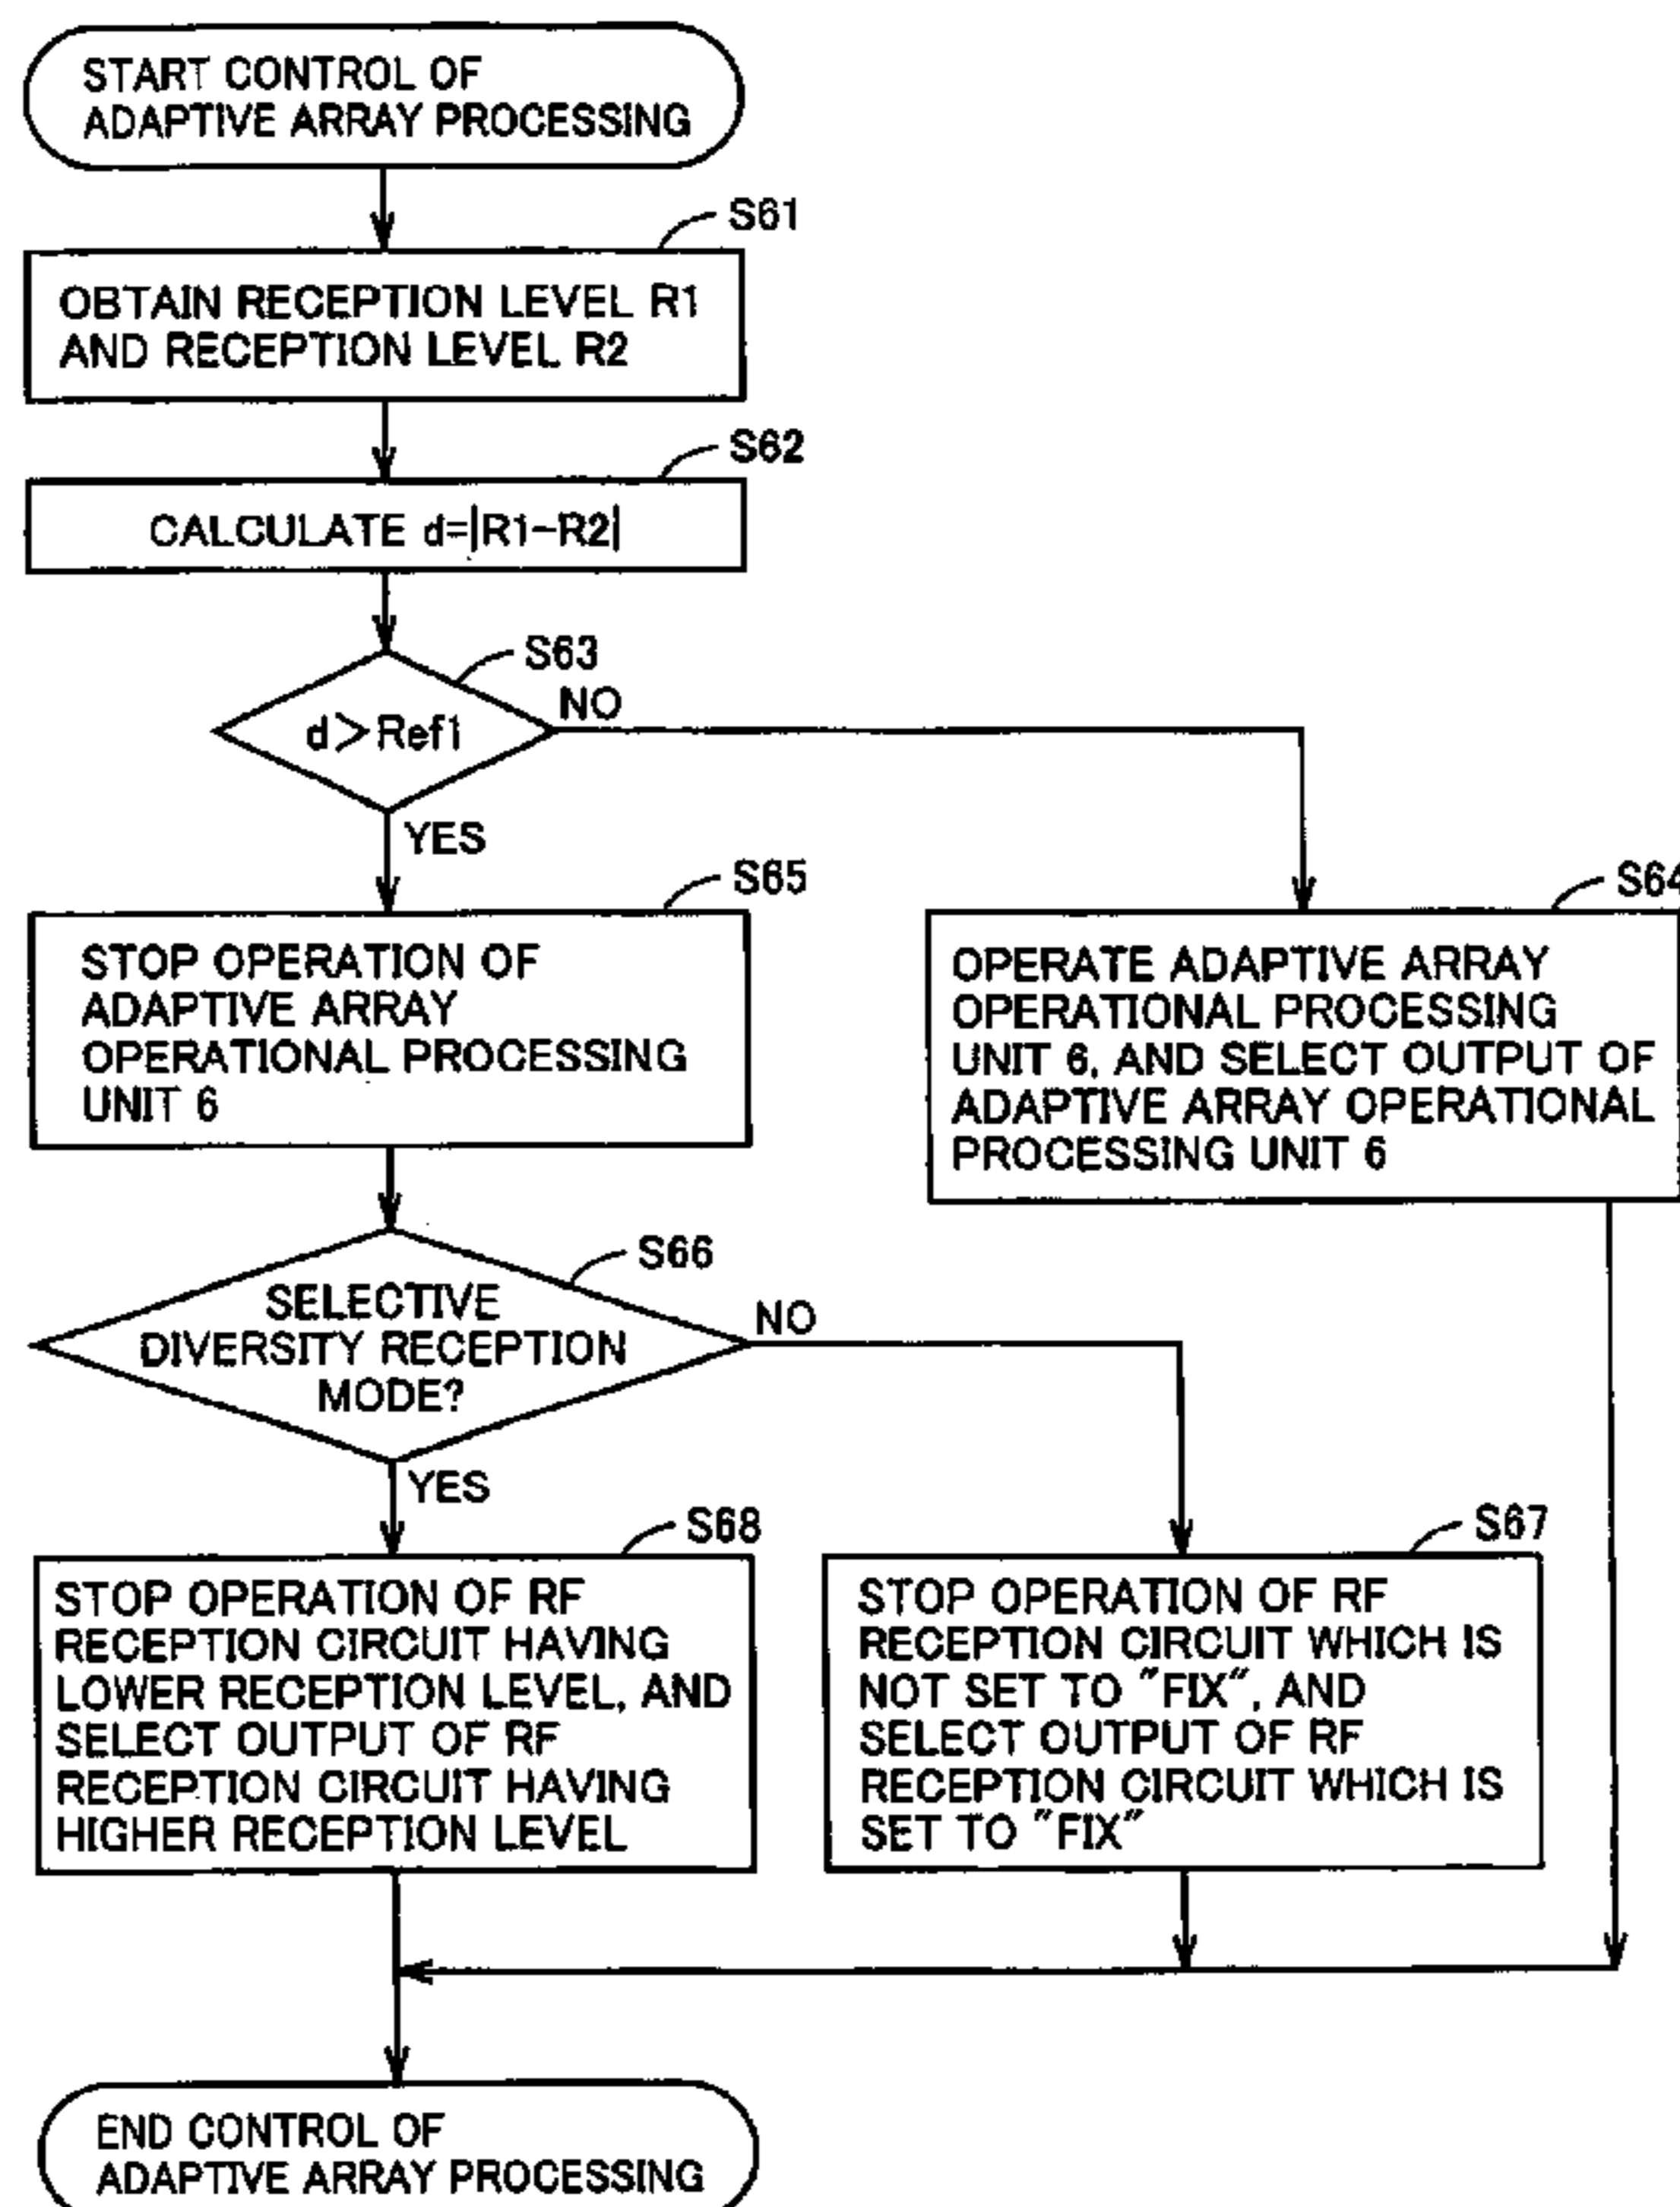 START CONTROL OF
ADAPTIVE ARRAY PROCESSING
S61
OBTAIN RECEPTION LEVEL R1
AND RECEPTION LEVEL R2
S62
CALCULATE d=|R1-R2|
S63
d>Ref1
NO
YES
S65
STOP OPERATION OF
ADAPTIVE ARRAY
OPERATIONAL PROCESSING
UNIT 6
S64
OPERATE ADAPTIVE ARRAY
OPERATIONAL PROCESSING
UNIT 6, AND SELECT OUTPUT OF
ADAPTIVE ARRAY OPERATIONAL
PROCESSING UNIT 6
S66
SELECTIVE
DIVERSITY RECEPTION
MODE?
NO
YES
S68
STOP OPERATION OF RF
RECEPTION CIRCUIT HAVING
LOWER RECEPTION LEVEL, AND
SELECT OUTPUT OF RF
RECEPTION CIRCUIT HAVING
HIGHER RECEPTION LEVEL
S67
STOP OPERATION OF RF
RECEPTION CIRCUIT WHICH IS
NOT SET TO "FIX", AND
SELECT OUTPUT OF RF
RECEPTION CIRCUIT WHICH IS
SET TO "FIX"
END CONTROL OF
ADAPTIVE ARRAY PROCESSING